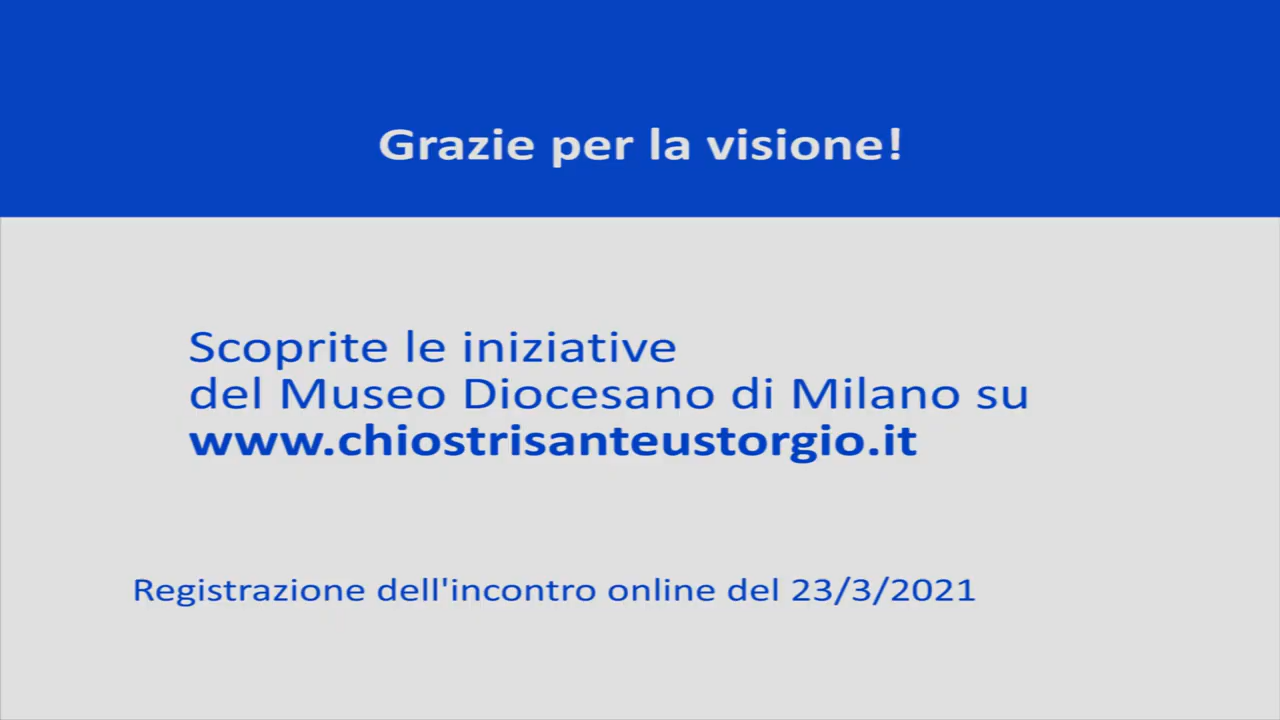 Grazie per la visione!
Scoprite le iniziative
del Museo Diocesano di Milano su
www.chiostrisanteustorgio.it
Registrazione dell'incontro online del 23/3/2021